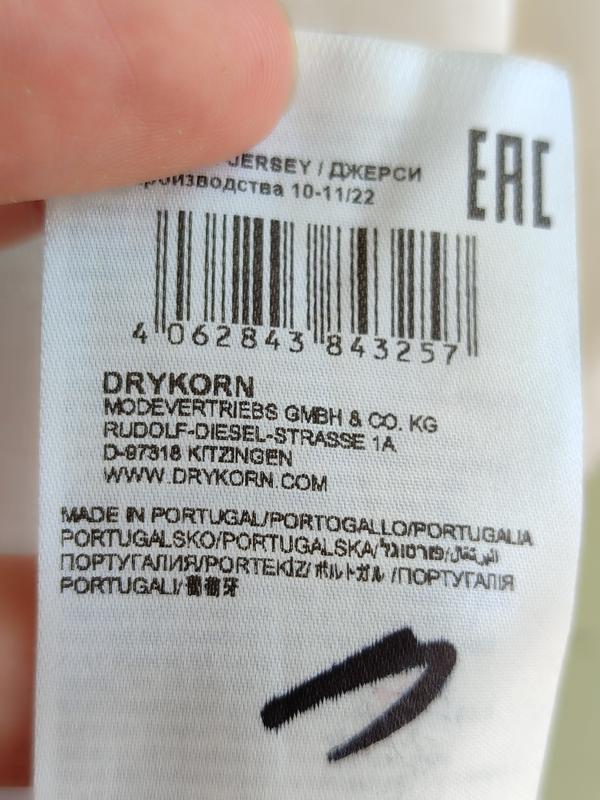 JERSEY / ДЖЕРСИ
EAC
производства 10-11/22
4 062843 843257
DRYKORN
MODEVERTRIEBS GMBH & CO. KG
RUDOLF-DIESEL-STRASSE 1A
D-97318 KITZINGEN
WWW.DRYKORN.COM
MADE IN PORTUGAL/PORTOGALLO/PORTUGALIA
PORTUGALSKO/PORTUGALSKA/פורטוגל/البرتغال
ПОРТУГАЛИЯ/PORTEKİZ/ポルトガル /ПОРТУГАЛІЯ
PORTUGALI/葡萄牙